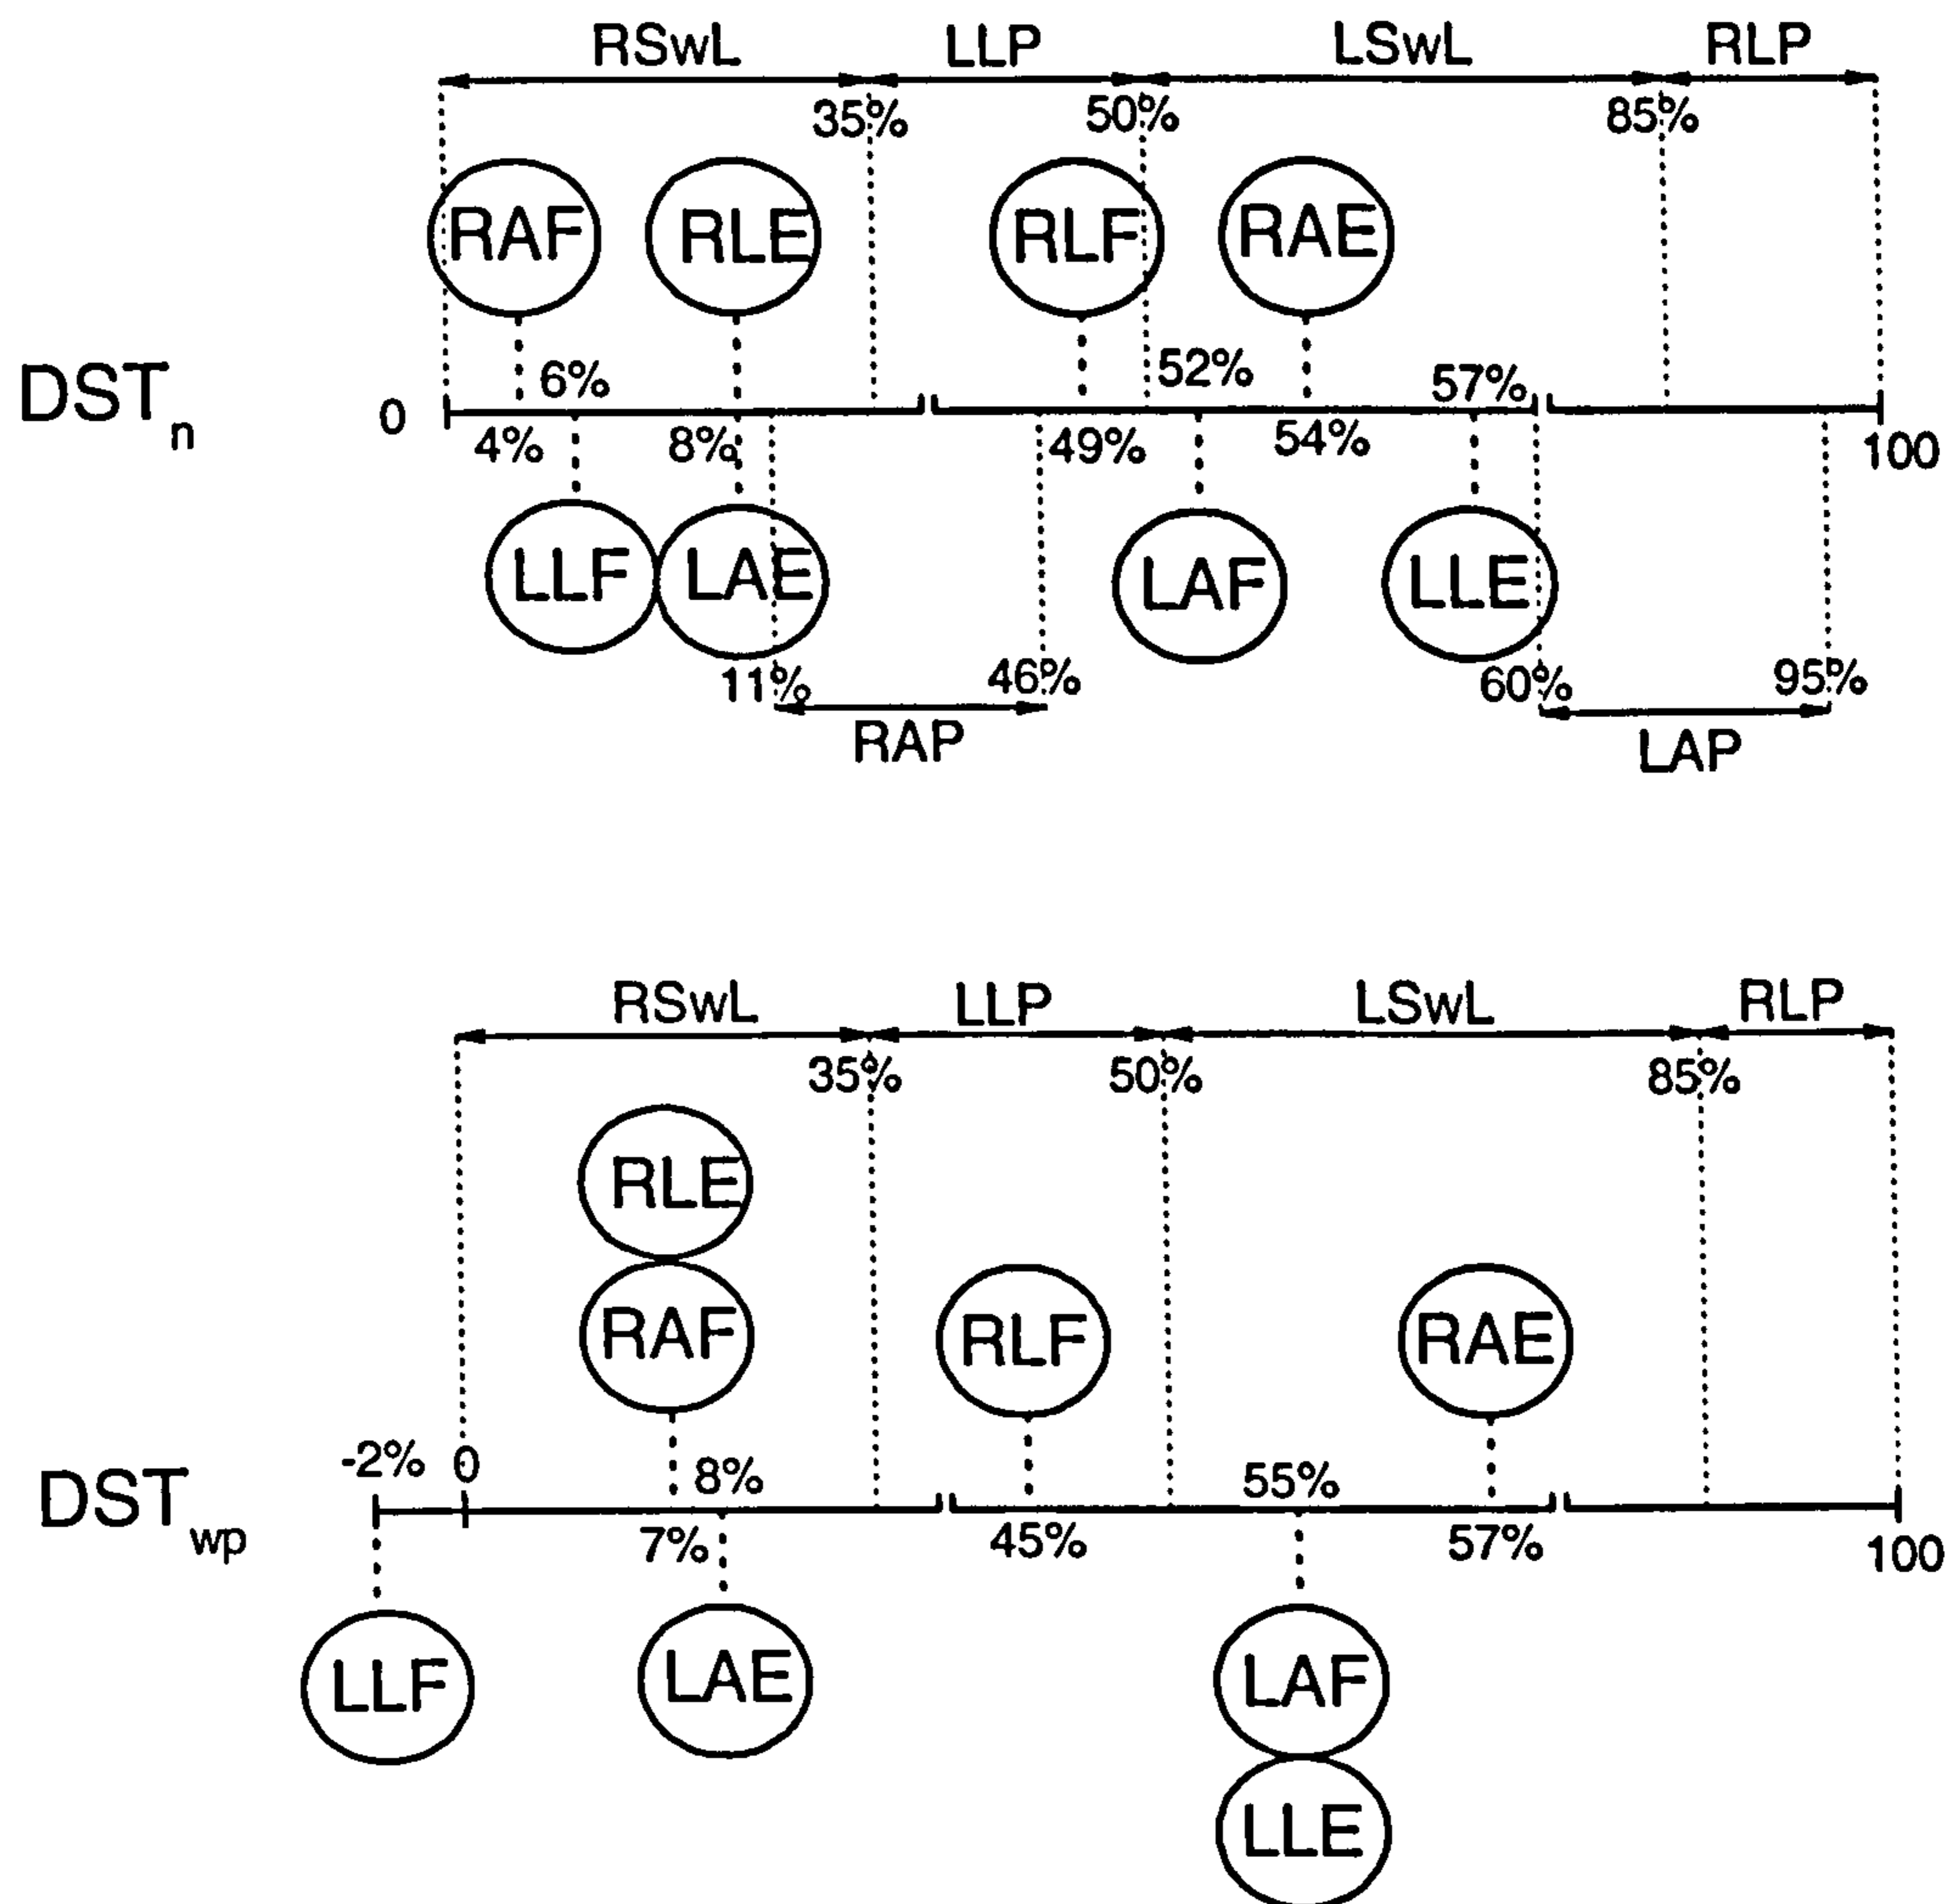 RSwL LLP LSwL RLP
35% 50% 85%
RAF RLE RLF RAE
6% 52% 57%
DSTn 0 100
4% 8% 49% 54%
LLF LAE LAF LLE
11% 46% 60% 95%
RAP LAP
RSwL LLP LSwL RLP
35% 50% 85%
RLE
RAF RLF RAE
-2% 0 8% 55%
DSTwp
7% 45% 57% 100
LLF LAE LAF
LLE